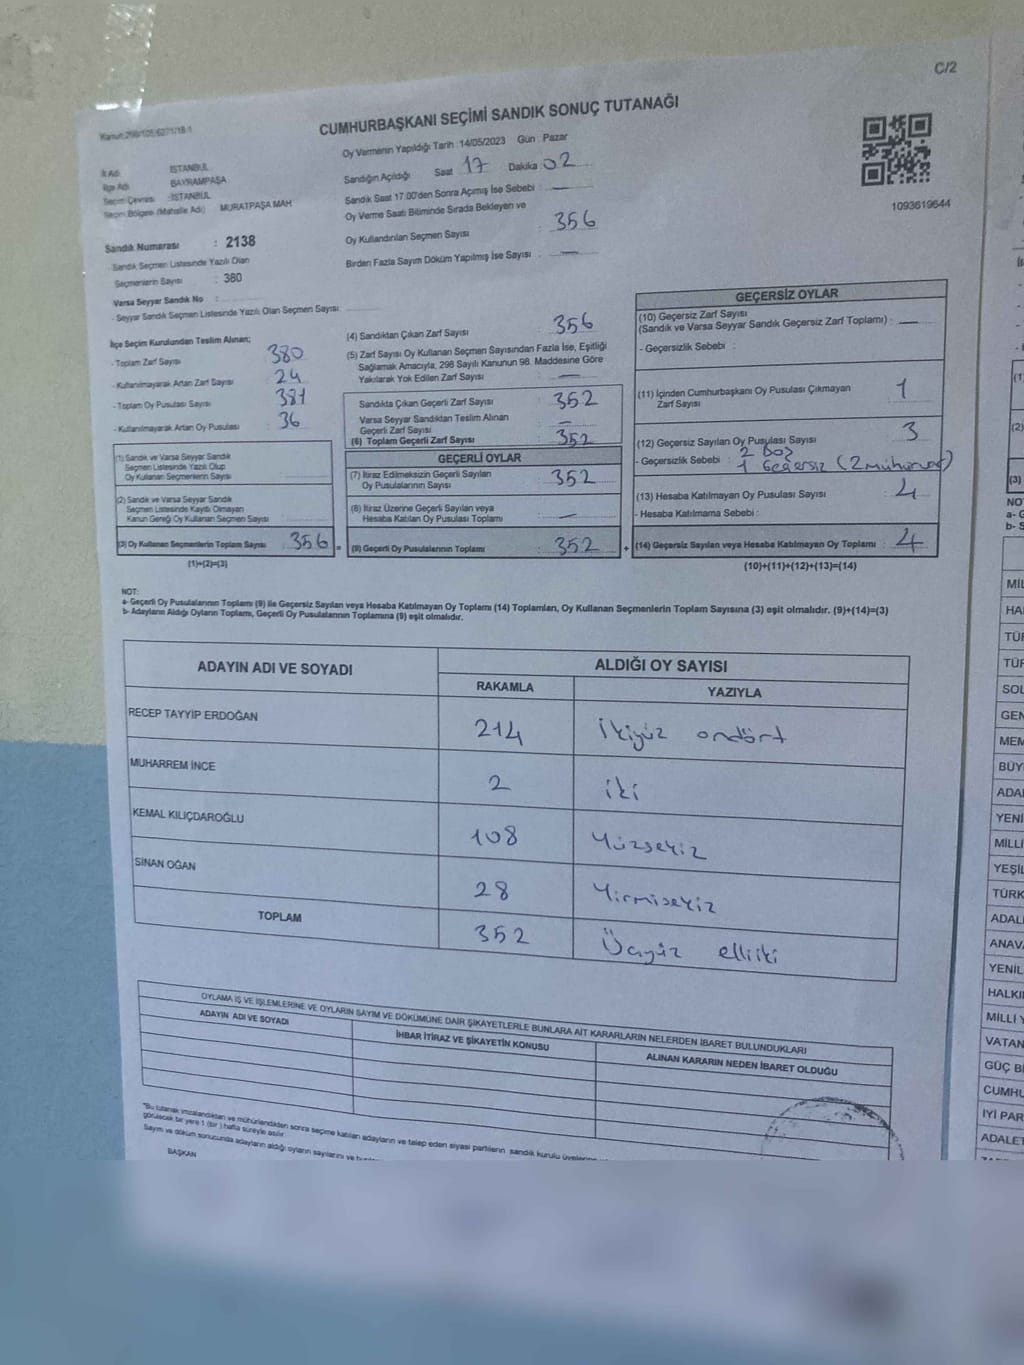 C/2
Kanun:298/105;6271/18-1
CUMHURBAŞKANI SEÇİMİ SANDIK SONUÇ TUTANAĞI
Oy Vermenin Yapıldığı Tarih : 14/05/2023 Gün : Pazar
İl Adı : İSTANBUL
İlçe Adı : BAYRAMPAŞA
Seçim Çevresi : İSTANBUL
Seçim Bölgesi (Mahalle Adı) MURATPAŞA MAH
Sandığın Açıldığı Saat 17 Dakika 02
Sandık Saat 17.00'den Sonra Açımış İse Sebebi : —
Oy Verme Saati Bitiminde Sırada Bekleyen ve
Oy Kullandırılan Seçmen Sayısı : 356
Birden Fazla Sayım Döküm Yapılmış İse Sayısı : —
1093619644
Sandık Numarası : 2138
- Sandık Seçmen Listesinde Yazılı Olan
Seçmenlerin Sayısı : 380
Varsa Seyyar Sandık No :
- Seyyar Sandık Seçmen Listesinde Yazılı Olan Seçmen Sayısı:
İlçe Seçim Kurulundan Teslim Alınan;
- Toplam Zarf Sayısı : 380
- Kullanılmayarak Artan Zarf Sayısı : 24
- Toplam Oy Pusulası Sayısı : 381
- Kullanılmayarak Artan Oy Pusulası : 36
(1) Sandık ve Varsa Seyyar Sandık
Seçmen Listesinde Yazılı Olup
Oy Kullanan Seçmenlerin Sayısı :
(2) Sandık ve Varsa Seyyar Sandık
Seçmen Listesinde Kayıtlı Olmayan
Kanun Gereği Oy Kullanan Seçmen Sayısı :
(3) Oy Kullanan Seçmenlerin Toplam Sayısı : 356 =
(1)+(2)=(3)
(4) Sandıktan Çıkan Zarf Sayısı : 356
(5) Zarf Sayısı Oy Kullanan Seçmen Sayısından Fazla İse, Eşitliği
Sağlamak Amacıyla, 298 Sayılı Kanunun 98. Maddesine Göre
Yakılarak Yok Edilen Zarf Sayısı : —
Sandıkta Çıkan Geçerli Zarf Sayısı : 352
Varsa Seyyar Sandıktan Teslim Alınan
Geçerli Zarf Sayısı : —
(6) Toplam Geçerli Zarf Sayısı : 352
GEÇERLİ OYLAR
(7) İtiraz Edilmeksizin Geçerli Sayılan
Oy Pusulalarının Sayısı : 352
(8) İtiraz Üzerine Geçerli Sayılan veya
Hesaba Katılan Oy Pusulası Toplamı : —
(9) Geçerli Oy Pusulalarının Toplamı : 352 +
GEÇERSİZ OYLAR
(10) Geçersiz Zarf Sayısı
(Sandık ve Varsa Seyyar Sandık Geçersiz Zarf Toplamı) : —
- Geçersizlik Sebebi :
(11) İçinden Cumhurbaşkanı Oy Pusulası Çıkmayan
Zarf Sayısı : 1
(12) Geçersiz Sayılan Oy Pusulası Sayısı : 3
- Geçersizlik Sebebi : 2 boş
1 Geçersiz (2
(13) Hesaba Katılmayan Oy Pusulası Sayısı : 4
- Hesaba Katılmama Sebebi :
(14) Geçersiz Sayılan veya Hesaba Katılmayan Oy Toplamı : 4
(10)+(11)+(12)+(13)=(14)
NOT:
a- Geçerli Oy Pusulalarının Toplamı (9) ile Geçersiz Sayılan veya Hesaba Katılmayan Oy Toplamı (14) Toplamları, Oy Kullanan Seçmenlerin Toplam Sayısına (3) eşit olmalıdır. (9)+(14)=(3)
b- Adayların Aldığı Oyların Toplamı, Geçerli Oy Pusulalarının Toplamına (9) eşit olmalıdır.
ADAYIN ADI VE SOYADI ALDIĞI OY SAYISI
RAKAMLA YAZIYLA
RECEP TAYYİP ERDOĞAN 214 ikiyüz ondört
MUHARREM İNCE 2 iki
KEMAL KILIÇDAROĞLU 108 Yüzsekiz
SİNAN OĞAN 28 Yirmisekiz
TOPLAM 352 Üçyüz elliiki
OYLAMA İŞ VE İŞLEMLERİNE VE OYLARIN SAYIM VE DÖKÜMÜNE DAİR ŞİKAYETLERLE BUNLARA AİT KARARLARIN NELERDEN İBARET BULUNDUKLARI
ADAYIN ADI VE SOYADI İHBAR İTİRAZ VE ŞİKAYETİN KONUSU ALINAN KARARIN NEDEN İBARET OLDUĞU
"Bu tutanak imzalandıktan ve mühürlendikten sonra seçime katılan adayların ve talep eden siyasi partilerin sandık kurulu
görülecek bir yere 1 (bir) hafta süreyle asılır.
Sayım ve döküm sonucunda adayların aldığı oyların sayılarını ve
BAŞKAN
(1)
(2)
(3)
NO
a- G
b- S
MİL
HA
TÜR
SOL
GEN
MEM
BÜY
ADA
YENİ
MİLLİ
YEŞİL
TÜRK
ADAL
ANAV
YENİL
HALKI
MİLLİ Y
VATAN
GÜÇ B
CUMHU
İYİ PAR
ADALET